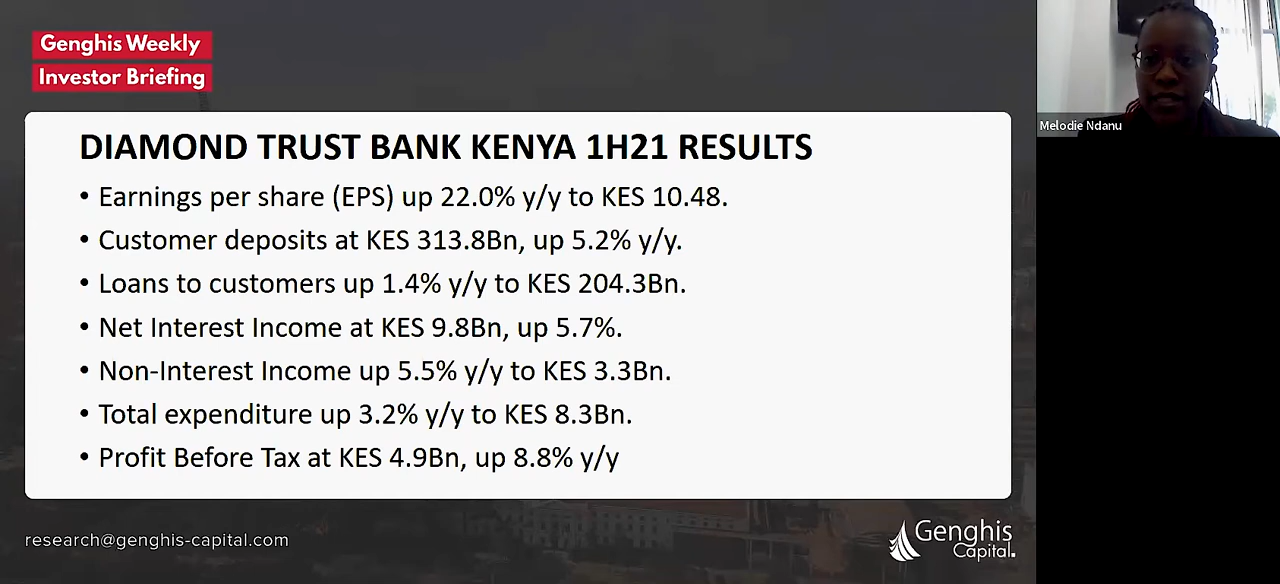 Genghis Weekly
Investor Briefing
Melodie Ndanu
DIAMOND TRUST BANK KENYA 1H21 RESULTS
• Earnings per share (EPS) up 22.0% y/y to KES 10.48.
• Customer deposits at KES 313.8Bn, up 5.2% y/y.
• Loans to customers up 1.4% y/y to KES 204.3Bn.
• Net Interest Income at KES 9.8Bn, up 5.7%.
• Non-Interest Income up 5.5% y/y to KES 3.3Bn.
• Total expenditure up 3.2% y/y to KES 8.3Bn.
• Profit Before Tax at KES 4.9Bn, up 8.8% y/y
research@genghis-capital.com
Genghis
Capital.